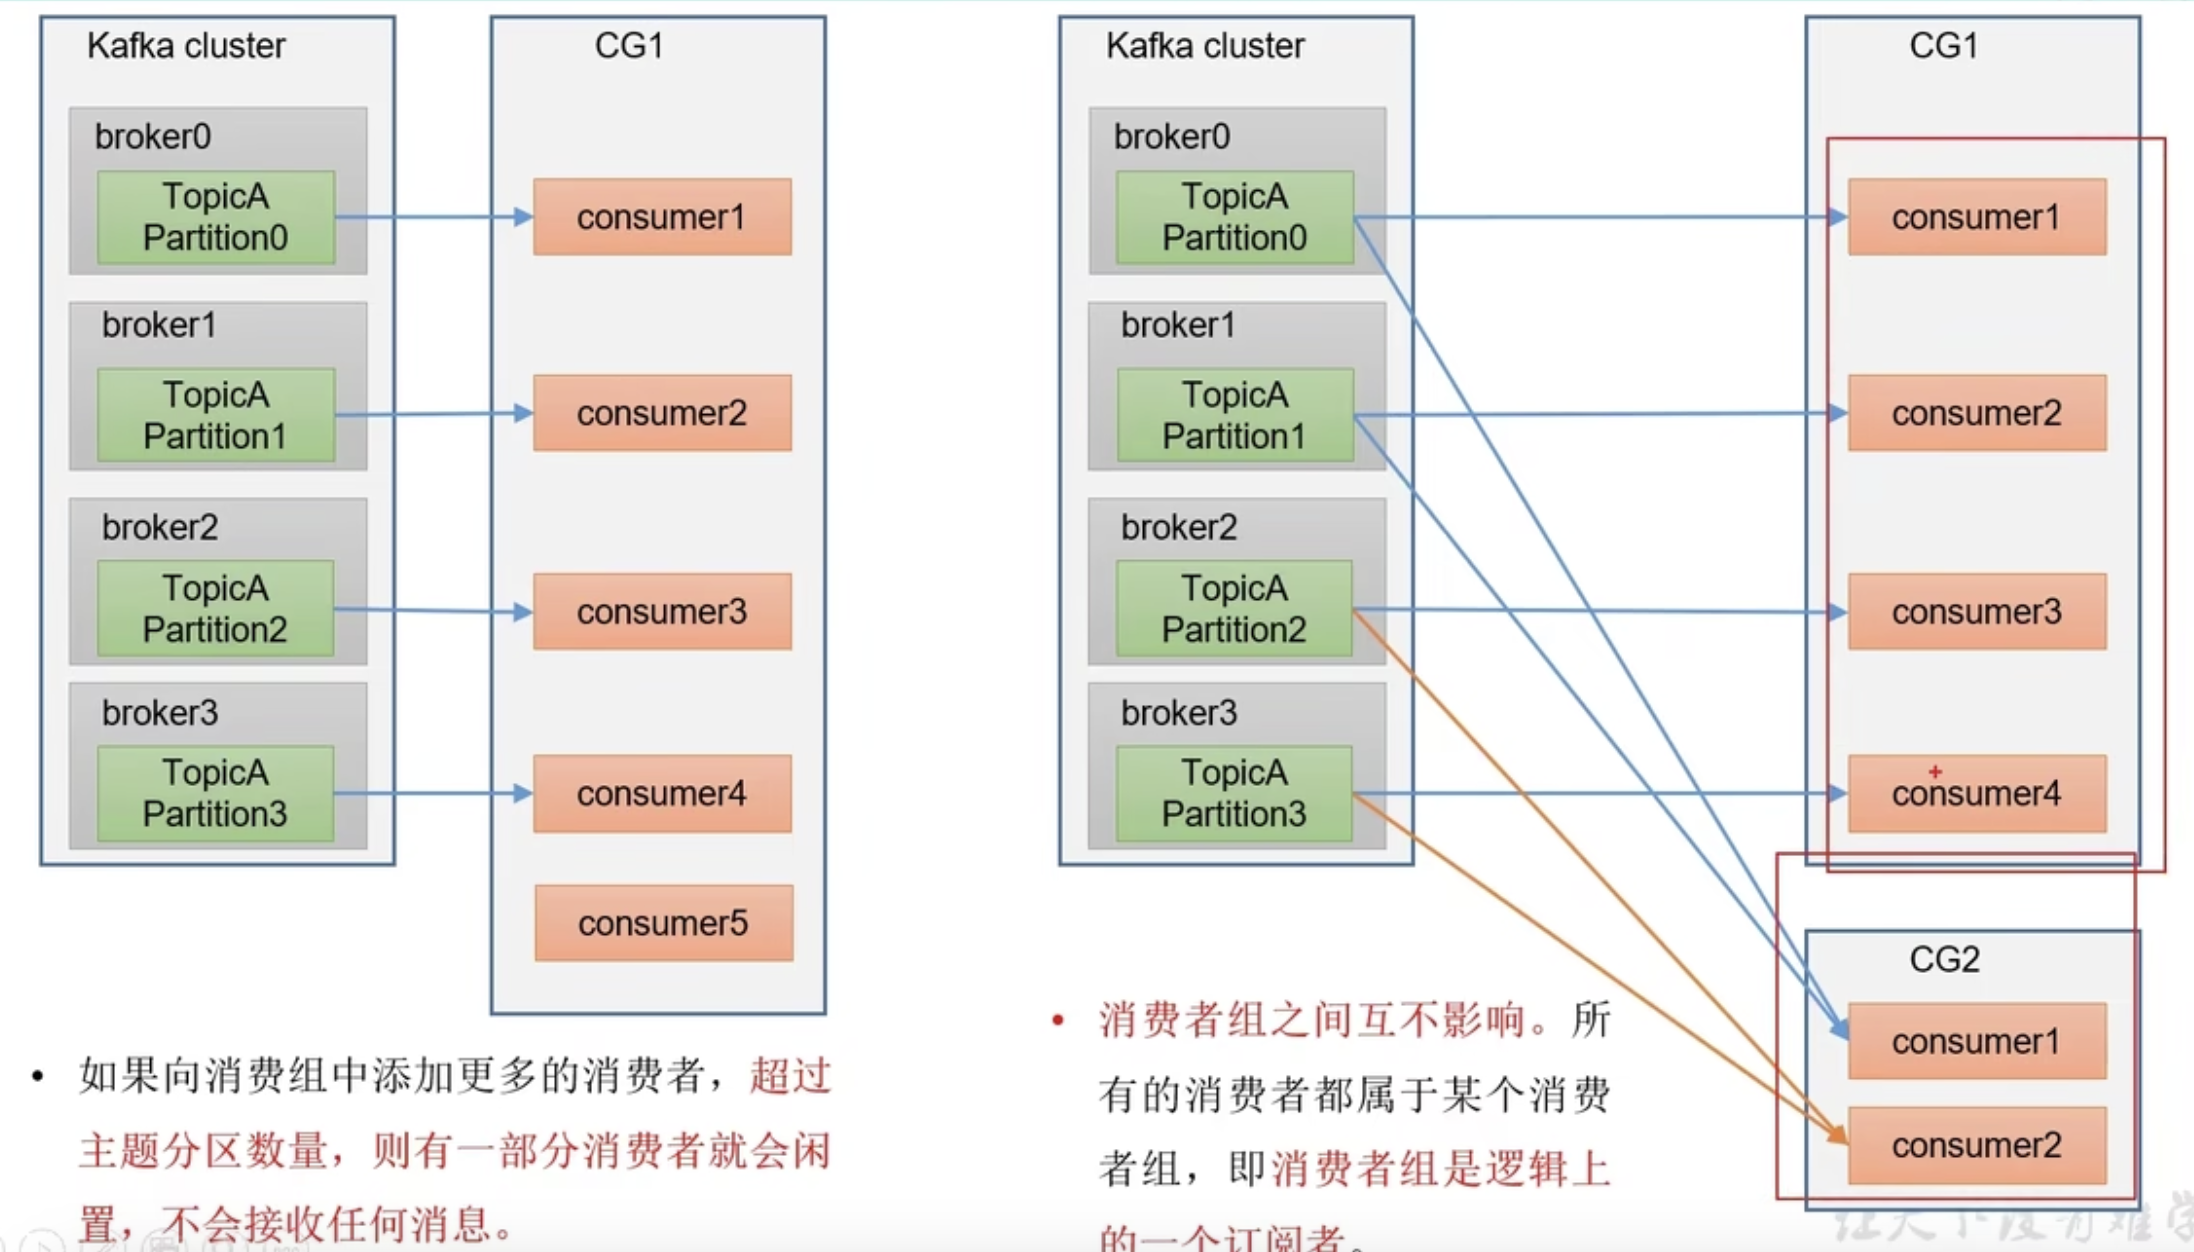 Kafka cluster
broker0
TopicA
Partition0
broker1
TopicA
Partition1
broker2
TopicA
Partition2
broker3
TopicA
Partition3
CG1
consumer1
consumer2
consumer3
consumer4
consumer5
• 如果向消费组中添加更多的消费者，超过
主题分区数量，则有一部分消费者就会闲
置，不会接收任何消息。
Kafka cluster
broker0
TopicA
Partition0
broker1
TopicA
Partition1
broker2
TopicA
Partition2
broker3
TopicA
Partition3
CG1
consumer1
consumer2
consumer3
consumer4
CG2
consumer1
consumer2
• 消费者组之间互不影响。所
有的消费者都属于某个消费
者组，即消费者组是逻辑上
的一个订阅者。